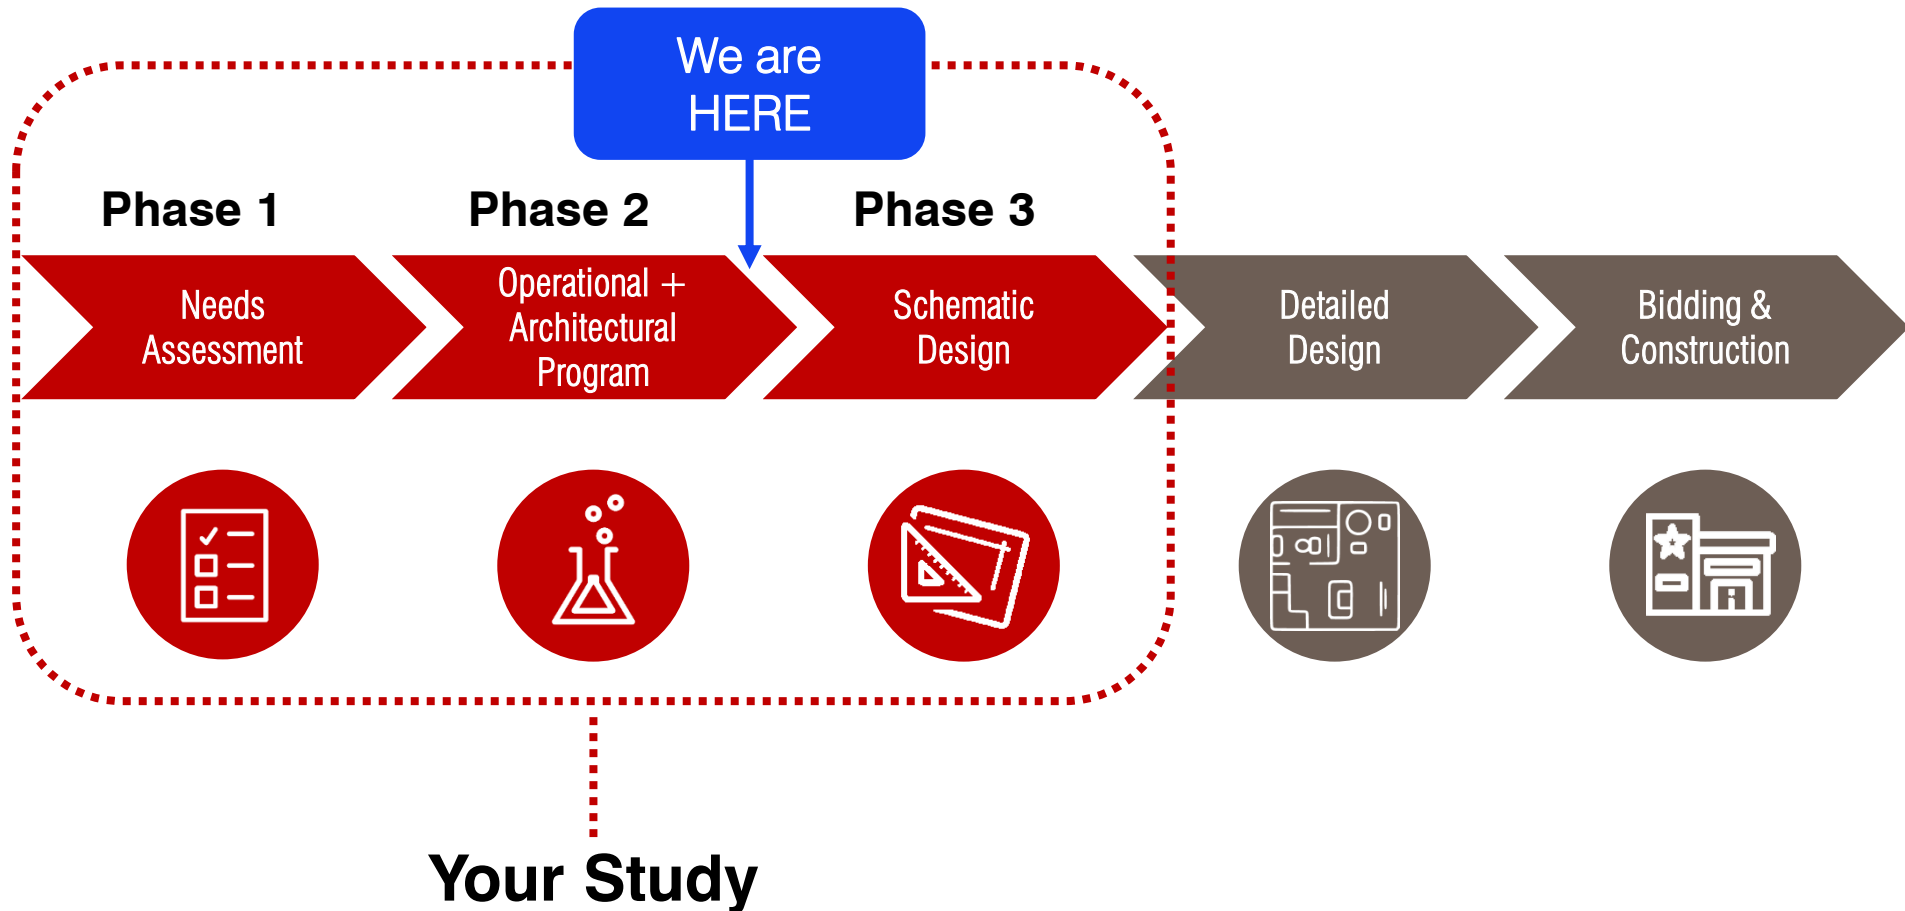 We are
HERE
Phase 1
Phase 2
Phase 3
Needs
Assessment
Operational +
Architectural
Program
Schematic
Design
Detailed
Design
Bidding &
Construction
Your Study